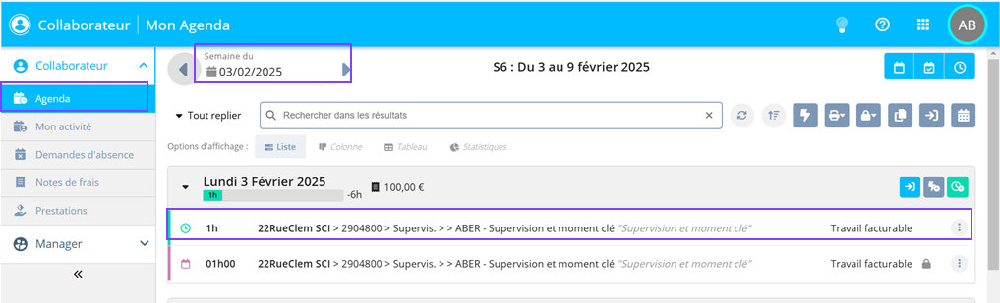 Collaborateur | Mon Agenda
AB
Collaborateur
Agenda
Mon activité
Demandes d'absence
Notes de frais
Prestations
Manager
Semaine du
03/02/2025
S6 : Du 3 au 9 février 2025
Tout replier
Rechercher dans les résultats
Options d'affichage :
Liste
Colonne
Tableau
Statistiques
Lundi 3 Février 2025
1h
-6h
100,00 €
1h 22RueClem SCI > 2904800 > Supervis. > > ABER - Supervision et moment clé "Supervision et moment clé" Travail facturable
01h00 22RueClem SCI > 2904800 > Supervis. > > ABER - Supervision et moment clé "Supervision et moment clé" Travail facturable